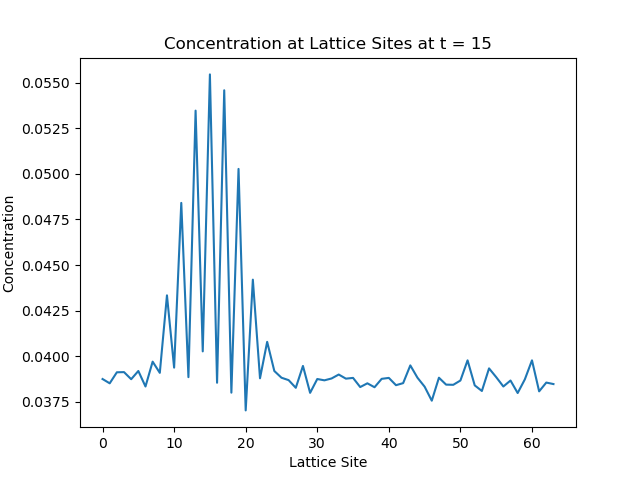 Concentration at Lattice Sites at t = 15
0.0550
0.0525
0.0500
0.0475
0.0450
0.0425
0.0400
0.0375
Concentration
0 10 20 30 40 50 60
Lattice Site